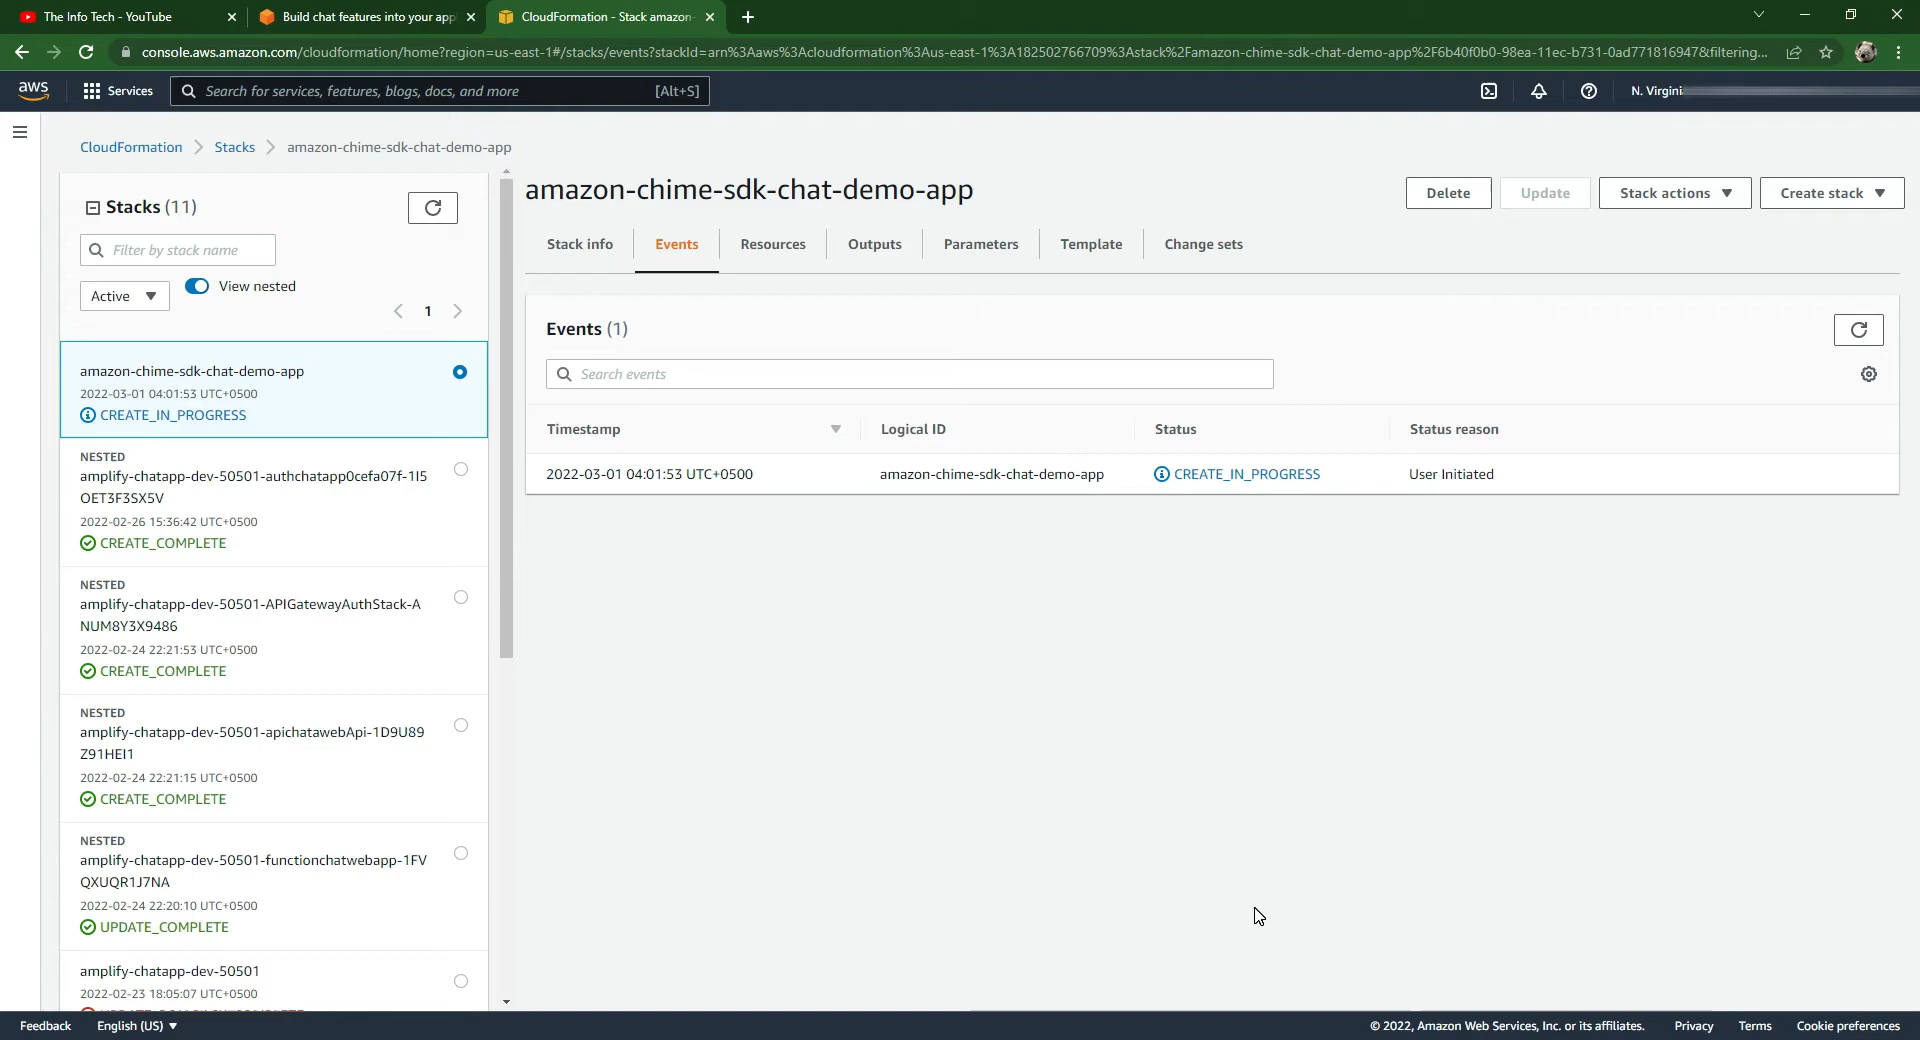 The Info Tech - YouTube
Build chat features into your app
CloudFormation - Stack amazon-
console.aws.amazon.com/cloudformation/home?region=us-east-1#/stacks/events?stackId=arn%3Aaws%3Acloudformation%3Aus-east-1%3A182502766709%3Astack%2Famazon-chime-sdk-chat-demo-app%2F6b40f0b0-98ea-11ec-b731-0ad771816947&filtering...
aws
Services
Search for services, features, blogs, docs, and more
[Alt+S]
N. Virgini
CloudFormation
Stacks
amazon-chime-sdk-chat-demo-app
Stacks (11)
Filter by stack name
Active
View nested
1
amazon-chime-sdk-chat-demo-app
2022-03-01 04:01:53 UTC+0500
CREATE_IN_PROGRESS
NESTED
amplify-chatapp-dev-50501-authchatapp0cefa07f-1I5
OET3F3SX5V
2022-02-26 15:36:42 UTC+0500
CREATE_COMPLETE
NESTED
amplify-chatapp-dev-50501-APIGatewayAuthStack-A
NUM8Y3X9486
2022-02-24 22:21:53 UTC+0500
CREATE_COMPLETE
NESTED
amplify-chatapp-dev-50501-apichatawebApi-1D9U89
Z91HEI1
2022-02-24 22:21:15 UTC+0500
CREATE_COMPLETE
NESTED
amplify-chatapp-dev-50501-functionchatwebapp-1FV
QXUQR1J7NA
2022-02-24 22:20:10 UTC+0500
UPDATE_COMPLETE
amplify-chatapp-dev-50501
2022-02-23 18:05:07 UTC+0500
amazon-chime-sdk-chat-demo-app
Delete
Update
Stack actions
Create stack
Stack info
Events
Resources
Outputs
Parameters
Template
Change sets
Events (1)
Search events
Timestamp
Logical ID
Status
Status reason
2022-03-01 04:01:53 UTC+0500
amazon-chime-sdk-chat-demo-app
CREATE_IN_PROGRESS
User Initiated
Feedback
English (US)
© 2022, Amazon Web Services, Inc. or its affiliates.
Privacy
Terms
Cookie preferences